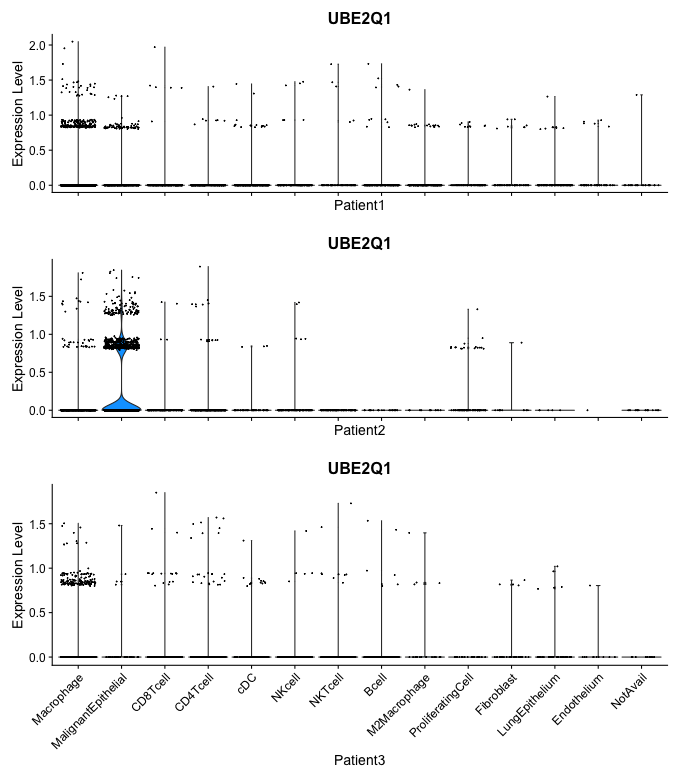 UBE2Q1
Expression Level
2.0
1.5
1.0
0.5
0.0
Patient1
UBE2Q1
Expression Level
1.5
1.0
0.5
0.0
Patient2
UBE2Q1
Expression Level
1.5
1.0
0.5
0.0
Macrophage
MalignantEpithelial
CD8Tcell
CD4Tcell
cDC
NKcell
NKTcell
Bcell
M2Macrophage
ProliferatingCell
Fibroblast
LungEpithelium
Endothelium
NotAvail
Patient3